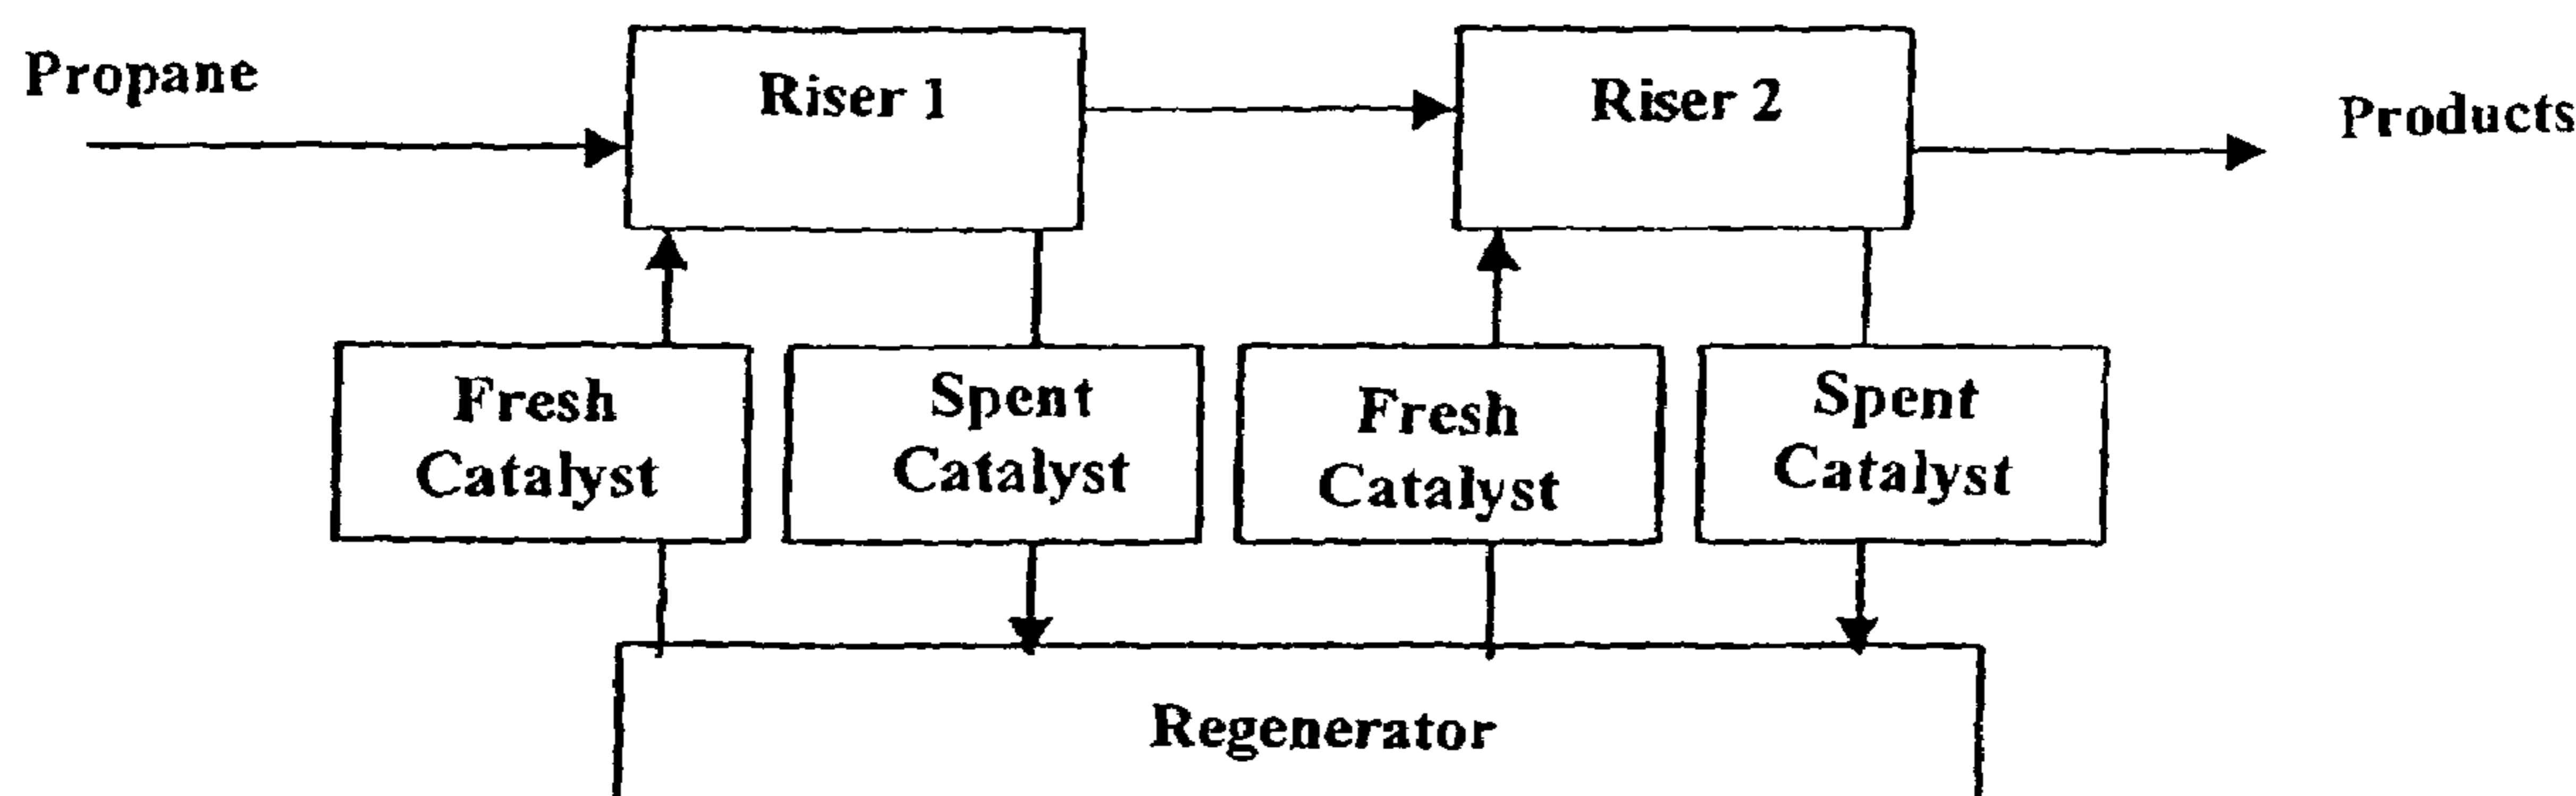 Propane
Riser 1
Riser 2
Products
Fresh
Catalyst
Spent
Catalyst
Fresh
Catalyst
Spent
Catalyst
Regenerator